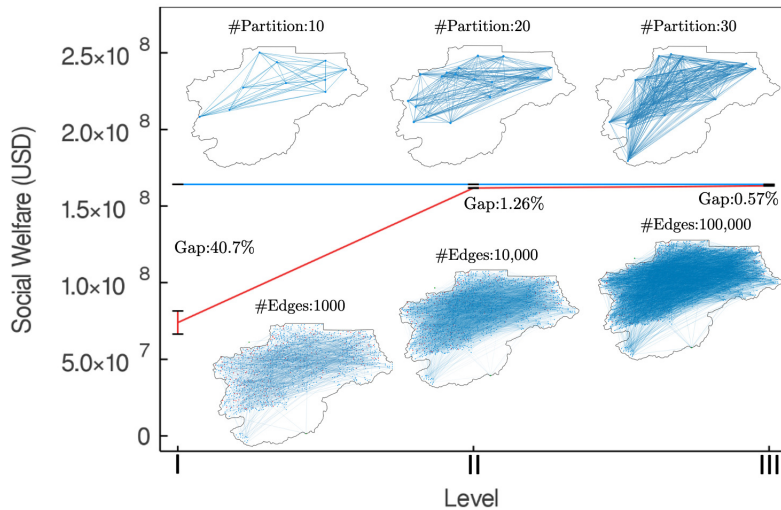 #Partition:10
#Partition:20
#Partition:30
2.5× 10 8
2.0× 10 8
1.5× 10 8
1.0× 10 8
5.0× 10 7
0
Social Welfare (USD)
Gap:40.7%
Gap:1.26%
Gap:0.57%
#Edges:1000
#Edges:10,000
#Edges:100,000
I
II
III
Level